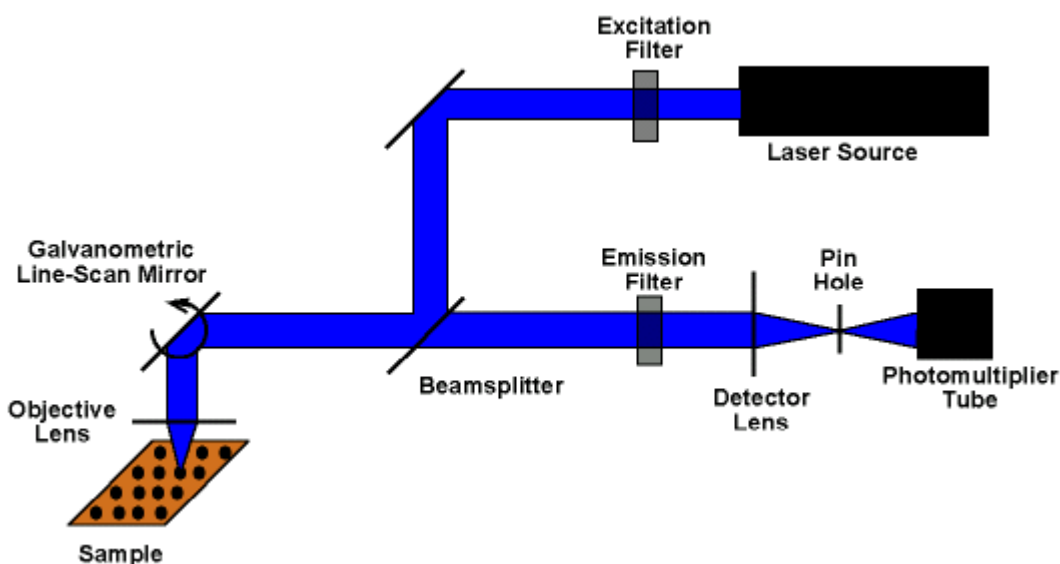 Excitation
Filter
Laser Source
Galvanometric
Line-Scan Mirror
Emission
Filter
Pin
Hole
Beamsplitter
Detector
Lens
Photomultiplier
Tube
Objective
Lens
Sample